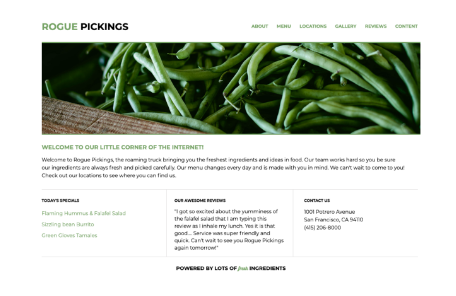 ROGUE PICKINGS
ABOUT MENU LOCATIONS GALLERY REVIEWS CONTENT
WELCOME TO OUR LITTLE CORNER OF THE INTERNET!
Welcome to Rogue Pickings, the roaming truck bringing you the freshest ingredients and ideas in food. Our team works hard so you be sure
our ingredients are always fresh and picked carefully. Our menu changes every day and is made with you in mind. We can't wait to come to you!
Check out our locations to see where you can find us.
TODAY'S SPECIALS
Flaming Hummus & Falafel Salad
Sizzling bean Burrito
Green Gloves Tamales
OUR AWESOME REVIEWS
"I got so excited about the yumminess of
the falafel salad that I am typing this
review as I inhale my lunch. Yes it is that
good... Service was super friendly and
quick. Can't wait to see you Rogue Pickings
again tomorrow!"
CONTACT US
1001 Potrero Avenue
San Francisco, CA 94110
(415) 206-8000
POWERED BY LOTS OF fresh INGREDIENTS